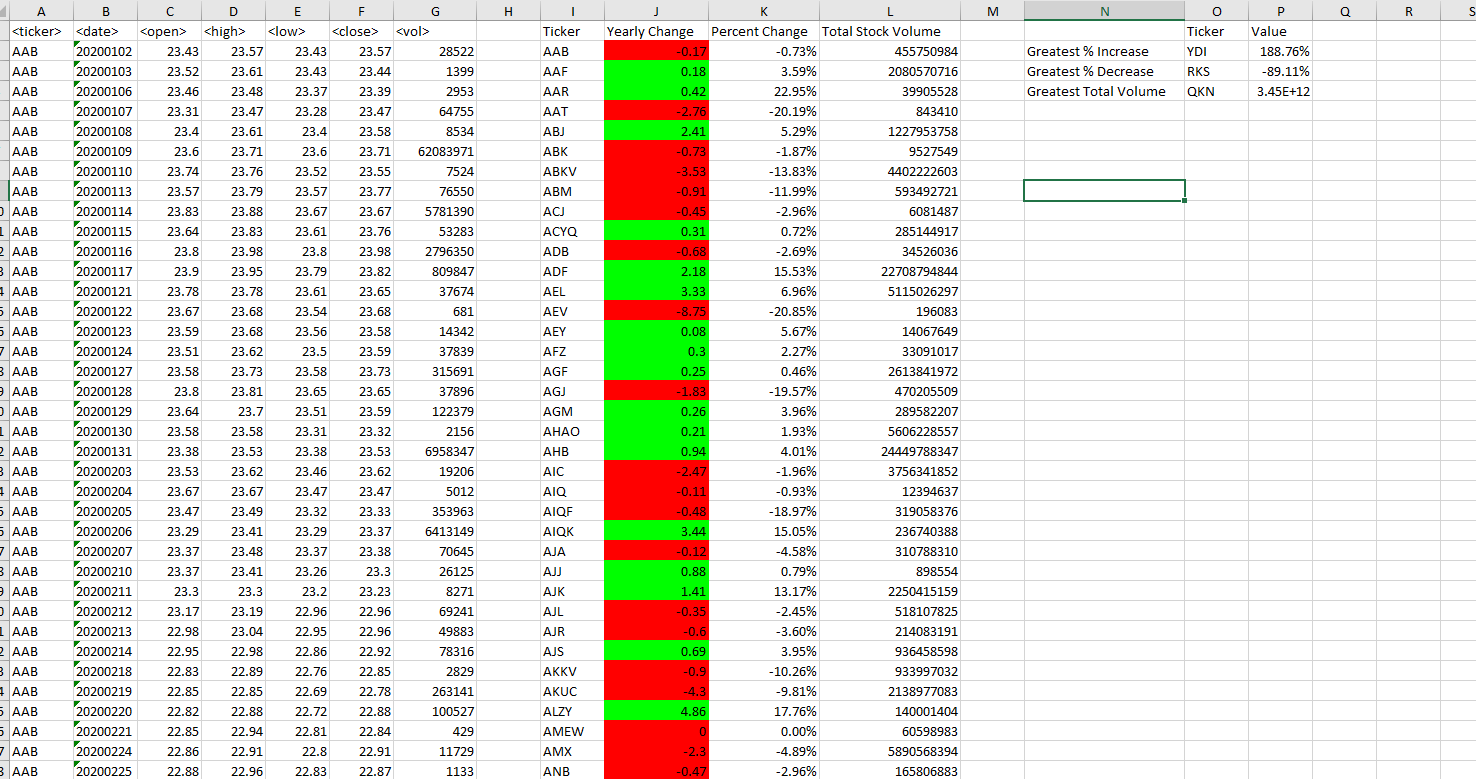 A B C D E F G H I J K L M N O P Q R S
<ticker> <date> <open> <high> <low> <close> <vol> Ticker Yearly Change Percent Change Total Stock Volume Ticker Value
AAB 20200102 23.43 23.57 23.43 23.57 28522 AAB -0.17 -0.73% 455750984 Greatest % Increase YDI 188.76%
AAB 20200103 23.52 23.61 23.43 23.44 1399 AAF 0.18 3.59% 2080570716 Greatest % Decrease RKS -89.11%
AAB 20200106 23.46 23.48 23.37 23.39 2953 AAR 0.42 22.95% 39905528 Greatest Total Volume QKN 3.45E+12
AAB 20200107 23.31 23.47 23.28 23.47 64755 AAT -2.76 -20.19% 843410
AAB 20200108 23.4 23.61 23.4 23.58 8534 ABJ 2.41 5.29% 1227953758
AAB 20200109 23.6 23.71 23.6 23.71 62083971 ABK -0.73 -1.87% 9527549
AAB 20200110 23.74 23.76 23.52 23.55 7524 ABKV -3.53 -13.83% 4402222603
AAB 20200113 23.57 23.79 23.57 23.77 76550 ABM -0.91 -11.99% 593492721
AAB 20200114 23.83 23.88 23.67 23.67 5781390 ACJ -0.45 -2.96% 6081487
AAB 20200115 23.64 23.83 23.61 23.76 53283 ACYQ 0.31 0.72% 285144917
AAB 20200116 23.8 23.98 23.8 23.98 2796350 ADB -0.68 -2.69% 34526036
AAB 20200117 23.9 23.95 23.79 23.82 809847 ADF 2.18 15.53% 22708794844
AAB 20200121 23.78 23.78 23.61 23.65 37674 AEL 3.33 6.96% 5115026297
AAB 20200122 23.67 23.68 23.54 23.68 681 AEV -8.75 -20.85% 196083
AAB 20200123 23.59 23.68 23.56 23.58 14342 AEY 0.08 5.67% 14067649
AAB 20200124 23.51 23.62 23.5 23.59 37839 AFZ 0.3 2.27% 33091017
AAB 20200127 23.58 23.73 23.58 23.73 315691 AGF 0.25 0.46% 2613841972
AAB 20200128 23.8 23.81 23.65 23.65 37896 AGJ -1.83 -19.57% 470205509
AAB 20200129 23.64 23.7 23.51 23.59 122379 AGM 0.26 3.96% 289582207
AAB 20200130 23.58 23.58 23.31 23.32 2156 AHAO 0.21 1.93% 5606228557
AAB 20200131 23.38 23.53 23.38 23.53 6958347 AHB 0.94 4.01% 24449788347
AAB 20200203 23.53 23.62 23.46 23.62 19206 AIC -2.47 -1.96% 3756341852
AAB 20200204 23.67 23.67 23.47 23.47 5012 AIQ -0.11 -0.93% 12394637
AAB 20200205 23.47 23.49 23.32 23.33 353963 AIQF -0.48 -18.97% 319058376
AAB 20200206 23.29 23.41 23.29 23.37 6413149 AIQK 3.44 15.05% 236740388
AAB 20200207 23.37 23.48 23.37 23.38 70645 AJA -0.12 -4.58% 310788310
AAB 20200210 23.37 23.41 23.26 23.3 26125 AJJ 0.88 0.79% 898554
AAB 20200211 23.3 23.3 23.2 23.23 8271 AJK 1.41 13.17% 2250415159
AAB 20200212 23.17 23.19 22.96 22.96 69241 AJL -0.35 -2.45% 518107825
AAB 20200213 22.98 23.04 22.95 22.96 49883 AJR -0.6 -3.60% 214083191
AAB 20200214 22.95 22.98 22.86 22.92 78316 AJS 0.69 3.95% 936458598
AAB 20200218 22.83 22.89 22.76 22.85 2829 AKKV -0.9 -10.26% 933997032
AAB 20200219 22.85 22.85 22.69 22.78 263141 AKUC -4.3 -9.81% 2138977083
AAB 20200220 22.82 22.88 22.72 22.88 100527 ALZY 4.86 17.76% 140001404
AAB 20200221 22.85 22.94 22.81 22.84 429 AMEW 0 0.00% 60598983
AAB 20200224 22.86 22.91 22.8 22.91 11729 AMX -2.3 -4.89% 5890568394
AAB 20200225 22.88 22.96 22.83 22.87 1133 ANB -0.47 -2.96% 165806883